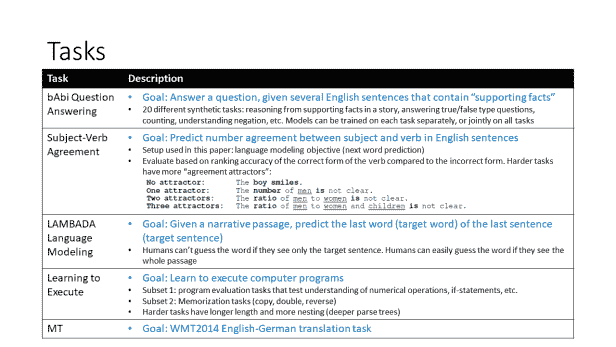 Tasks
Task Description
bAbi Question
Answering
• Goal: Answer a question, given several English sentences that contain “supporting facts”
• 20 different synthetic tasks: reasoning from supporting facts in a story, answering true/false type questions,
counting, understanding negation, etc. Models can be trained on each task separately, or jointly on all tasks
Subject-Verb
Agreement
• Goal: Predict number agreement between subject and verb in English sentences
• Setup used in this paper: language modeling objective (next word prediction)
• Evaluate based on ranking accuracy of the correct form of the verb compared to the incorrect form. Harder tasks
have more “agreement attractors”:
No attractor: The boy smiles.
One attractor: The number of men is not clear.
Two attractors: The ratio of men to women is not clear.
Three attractors: The ratio of men to women and children is not clear.
LAMBADA
Language
Modeling
• Goal: Given a narrative passage, predict the last word (target word) of the last sentence
(target sentence)
• Humans can’t guess the word if they see only the target sentence. Humans can easily guess the word if they see the
whole passage
Learning to
Execute
• Goal: Learn to execute computer programs
• Subset 1: program evaluation tasks that test understanding of numerical operations, if-statements, etc.
• Subset 2: Memorization tasks (copy, double, reverse)
• Harder tasks have longer length and more nesting (deeper parse trees)
MT
• Goal: WMT2014 English-German translation task